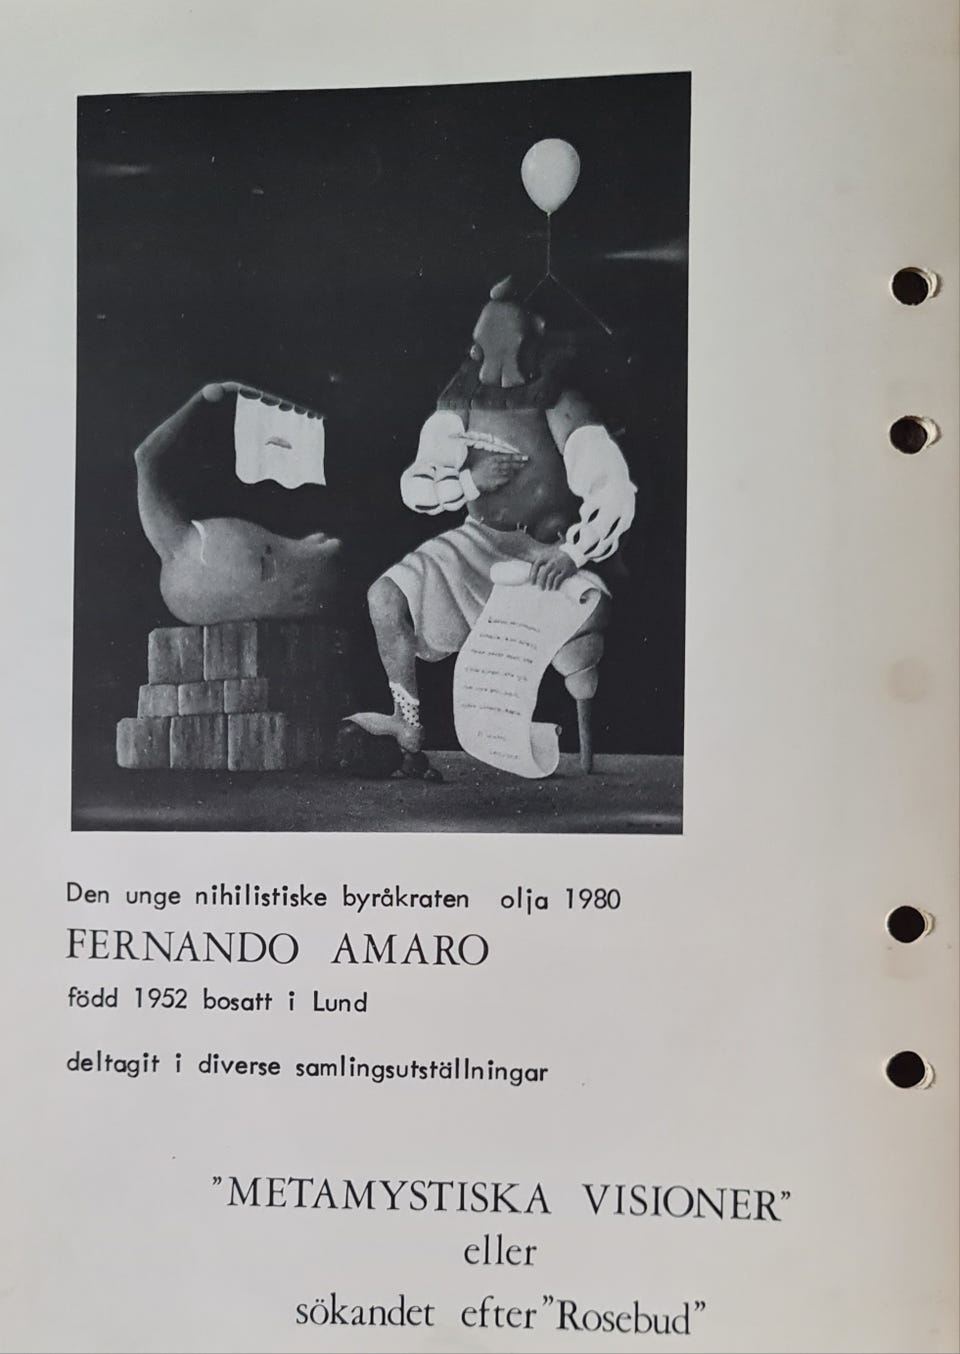 Den unge nihilistiske byråkraten olja 1980
FERNANDO AMARO
född 1952 bosatt i Lund
deltagit i diverse samlingsutställningar
”METAMYSTISKA VISIONER”
eller
sökandet efter ”Rosebud”